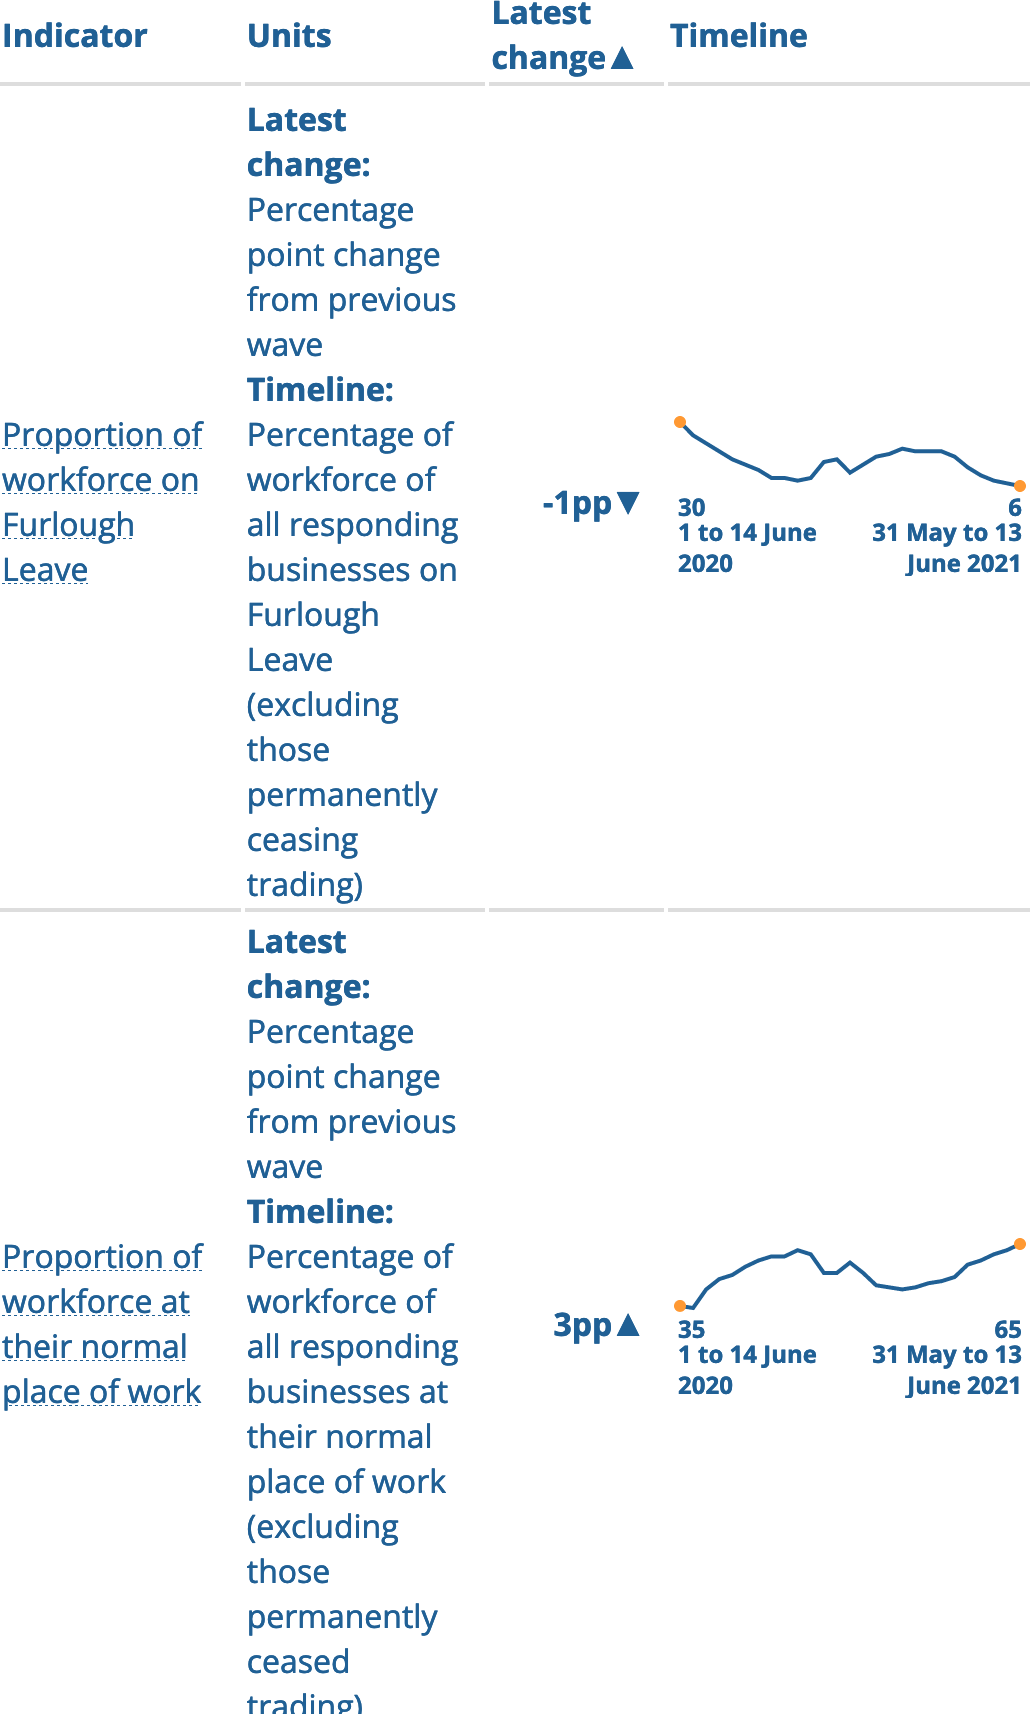 Indicator
Units
Latest
change▲
Timeline
Proportion of
workforce on
Furlough
Leave
Latest
change:
Percentage
point change
from previous
wave
Timeline:
Percentage of
workforce of
all responding
businesses on
Furlough
Leave
(excluding
those
permanently
ceasing
trading)
-1pp▼
30
1 to 14 June
2020
6
31 May to 13
June 2021
Proportion of
workforce at
their normal
place of work
Latest
change:
Percentage
point change
from previous
wave
Timeline:
Percentage of
workforce of
all responding
businesses at
their normal
place of work
(excluding
those
permanently
ceased
trading)
3pp▲
35
1 to 14 June
2020
65
31 May to 13
June 2021